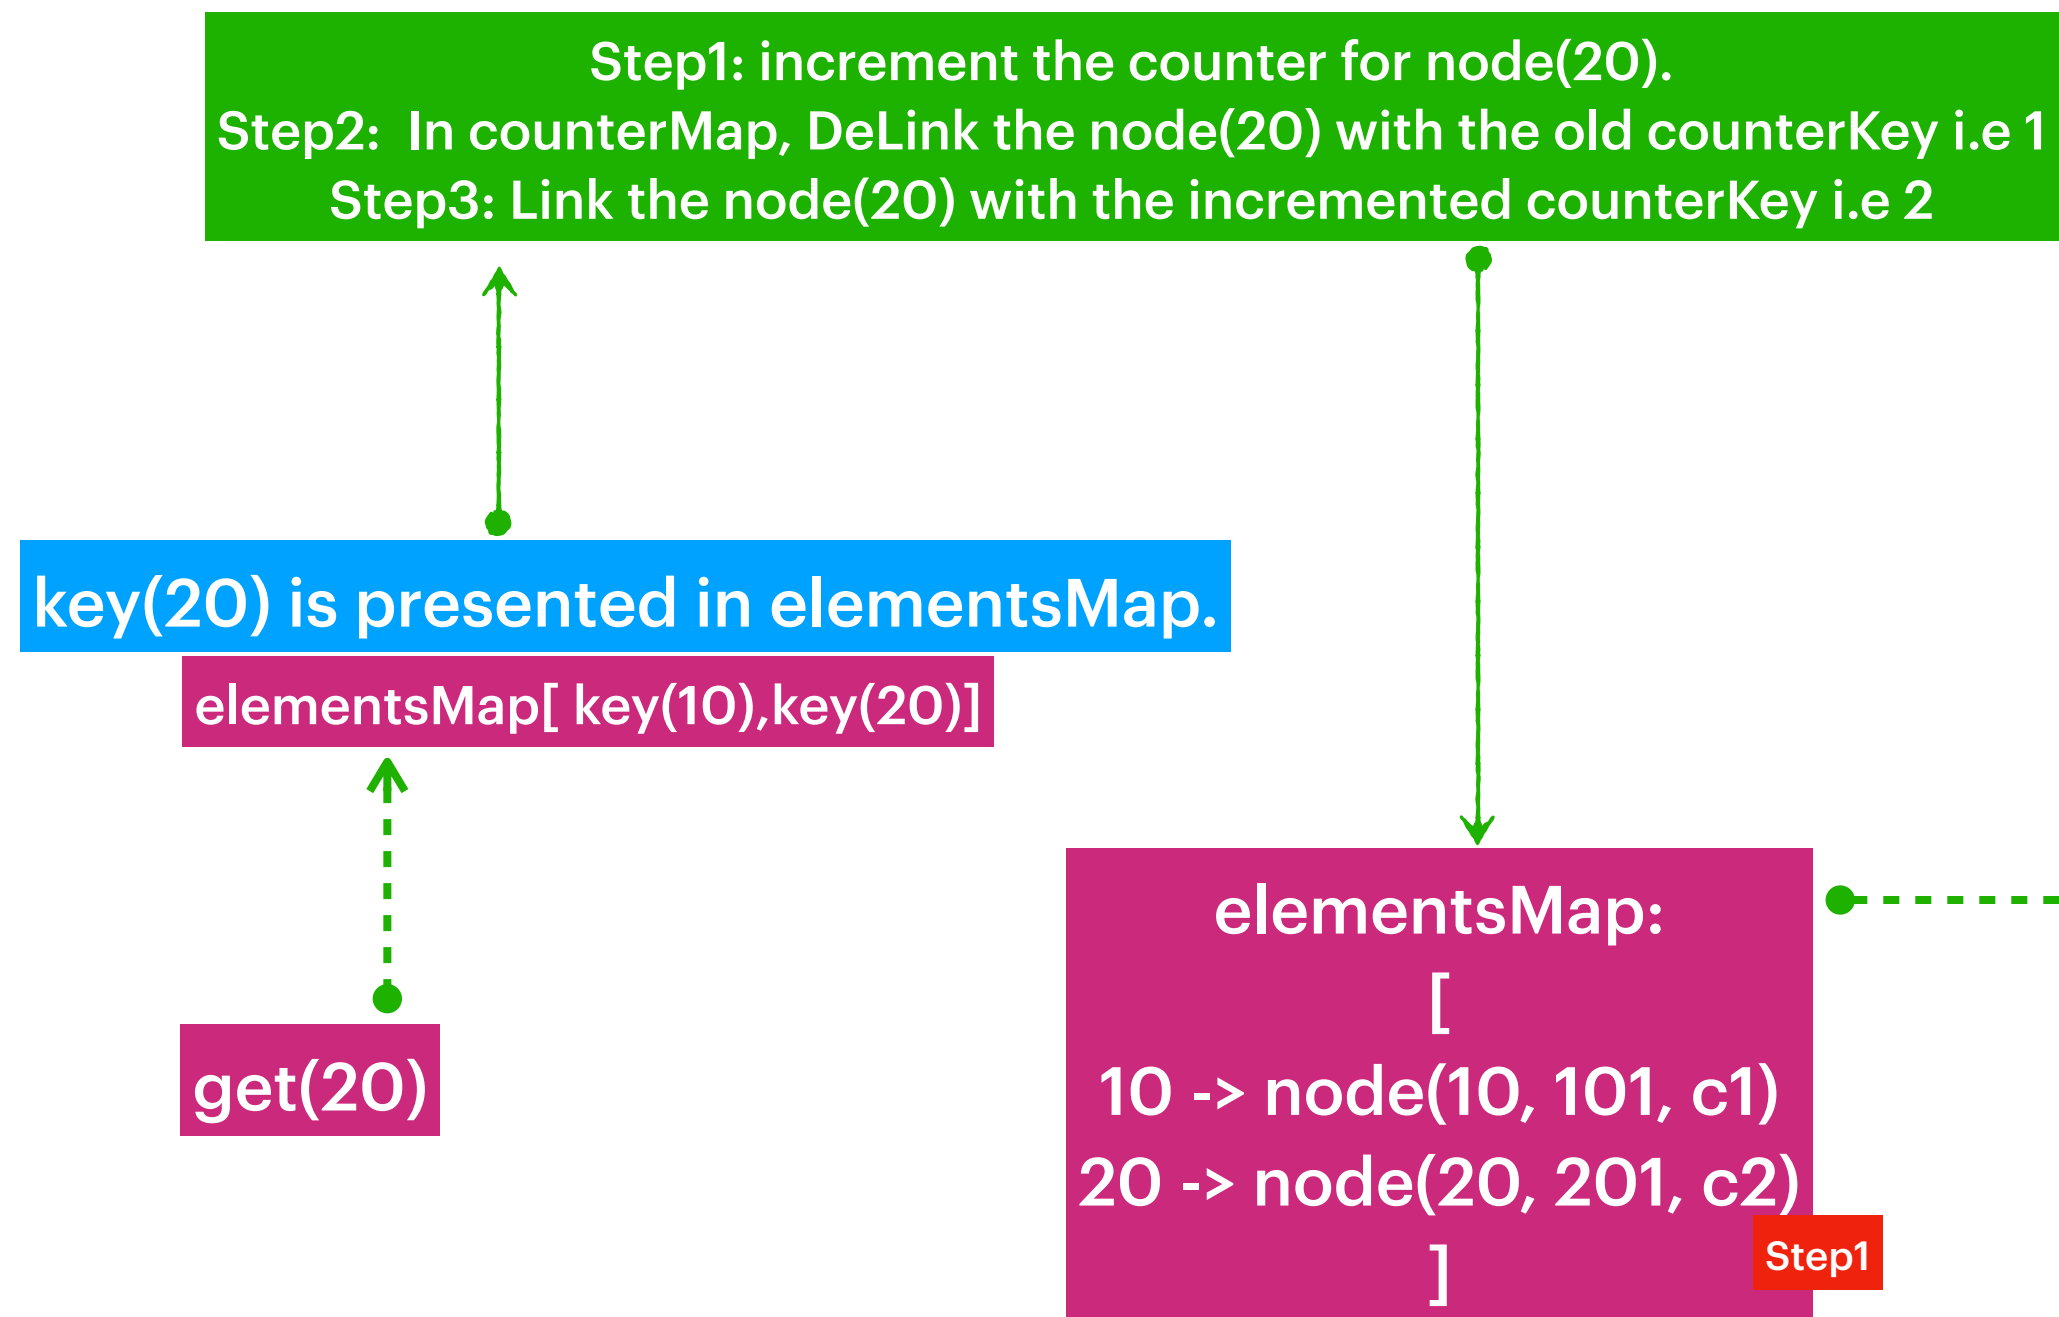 Step1: increment the counter for node(20).
Step2:  In counterMap, DeLink the node(20) with the old counterKey i.e 1
Step3: Link the node(20) with the incremented counterKey i.e 2
key(20) is presented in elementsMap.
elementsMap[ key(10),key(20)]
get(20)
elementsMap:
[
10 -> node(10, 101, c1)
20 -> node(20, 201, c2)
]
Step1